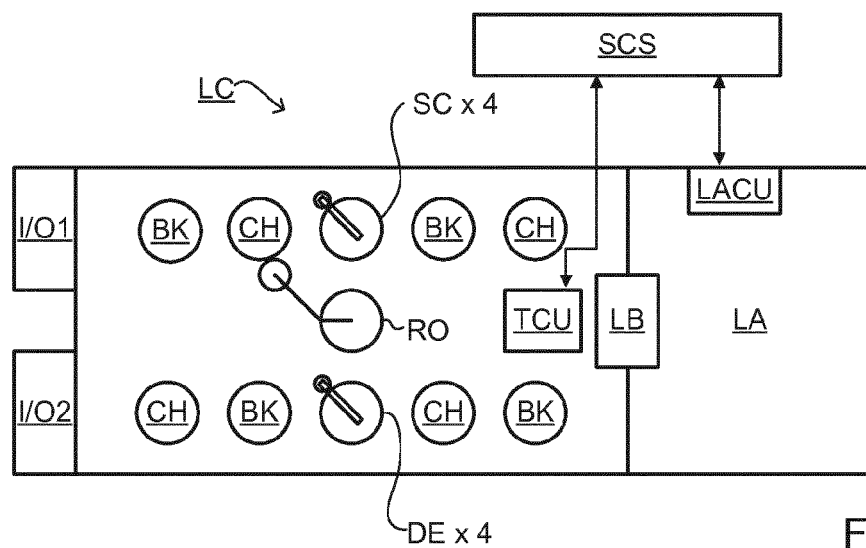 SCS
LC
SC x 4
I/O1
BK
CH
BK
CH
LACU
RO
TCU
LB
LA
I/O2
CH
BK
CH
BK
DE x 4
F